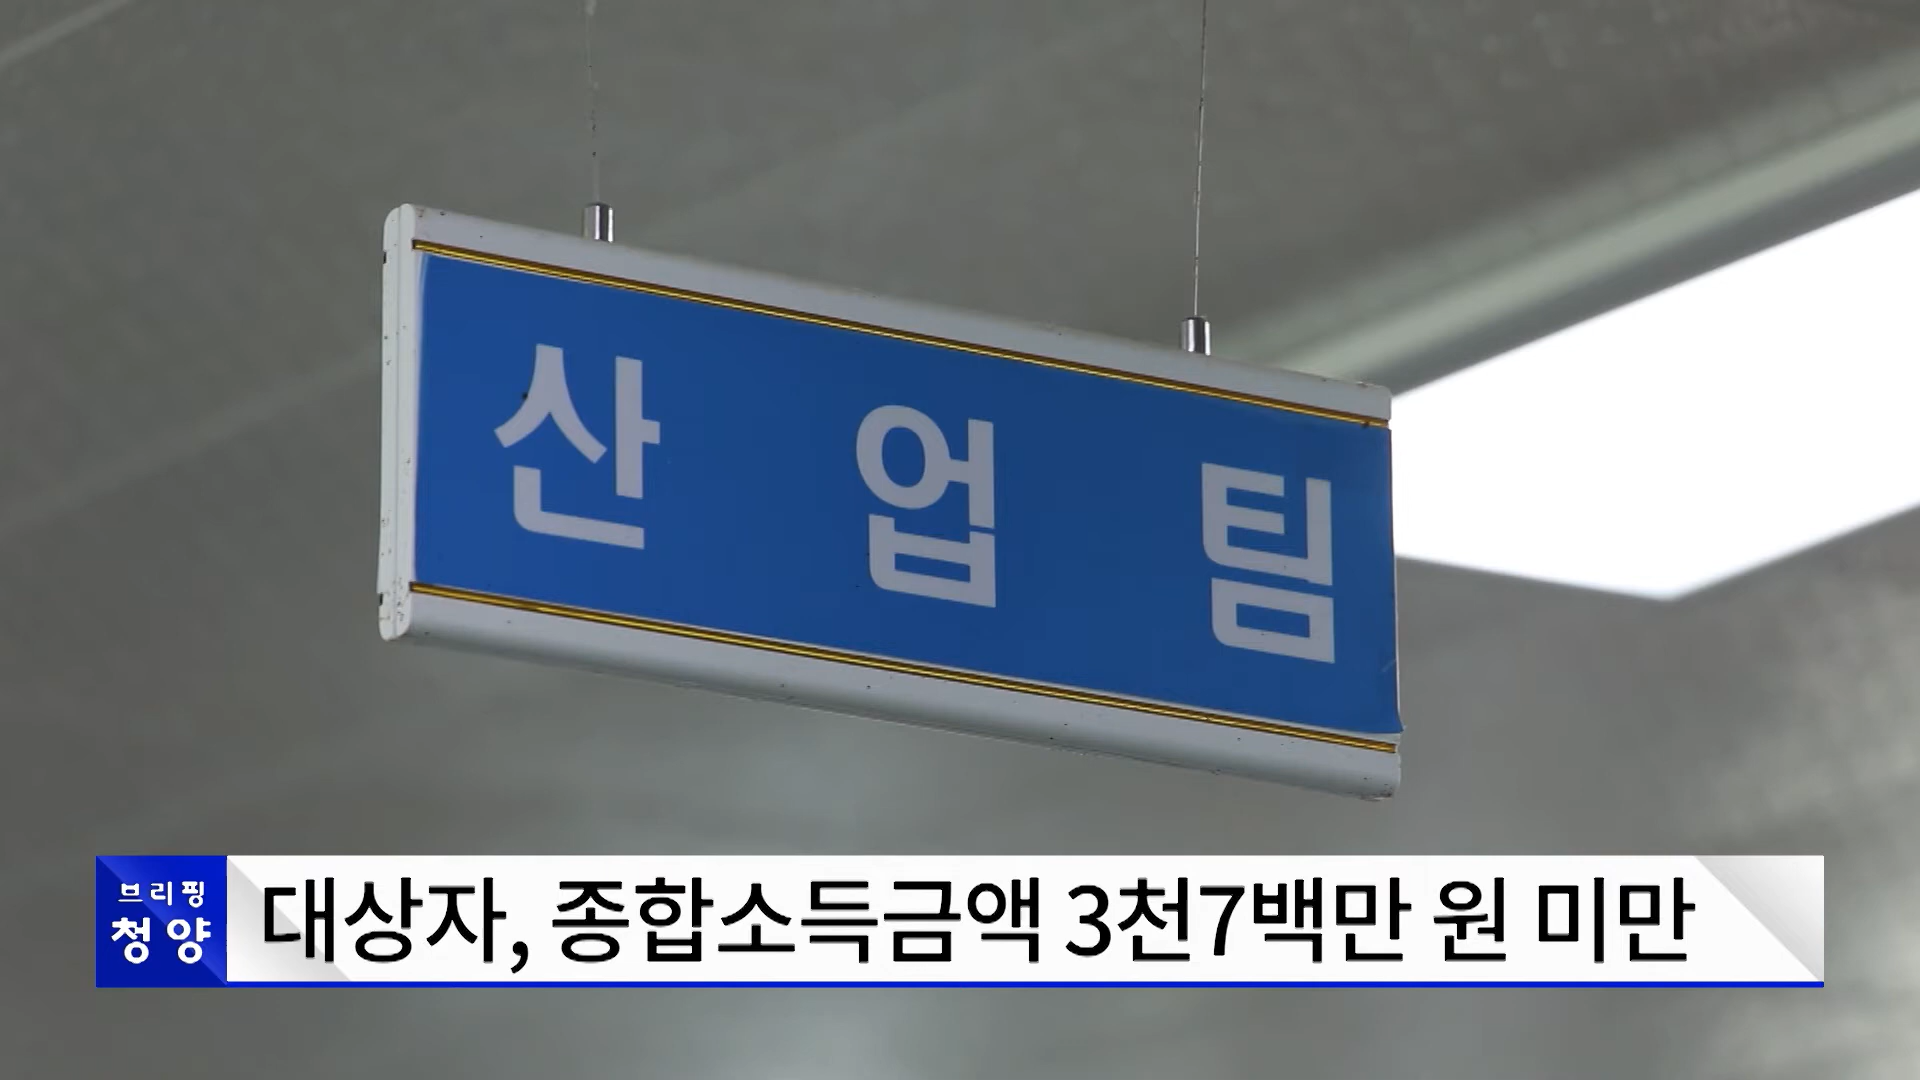 산 업 팀
브리핑
청양
대상자, 종합소득금액 3천7백만 원 미만